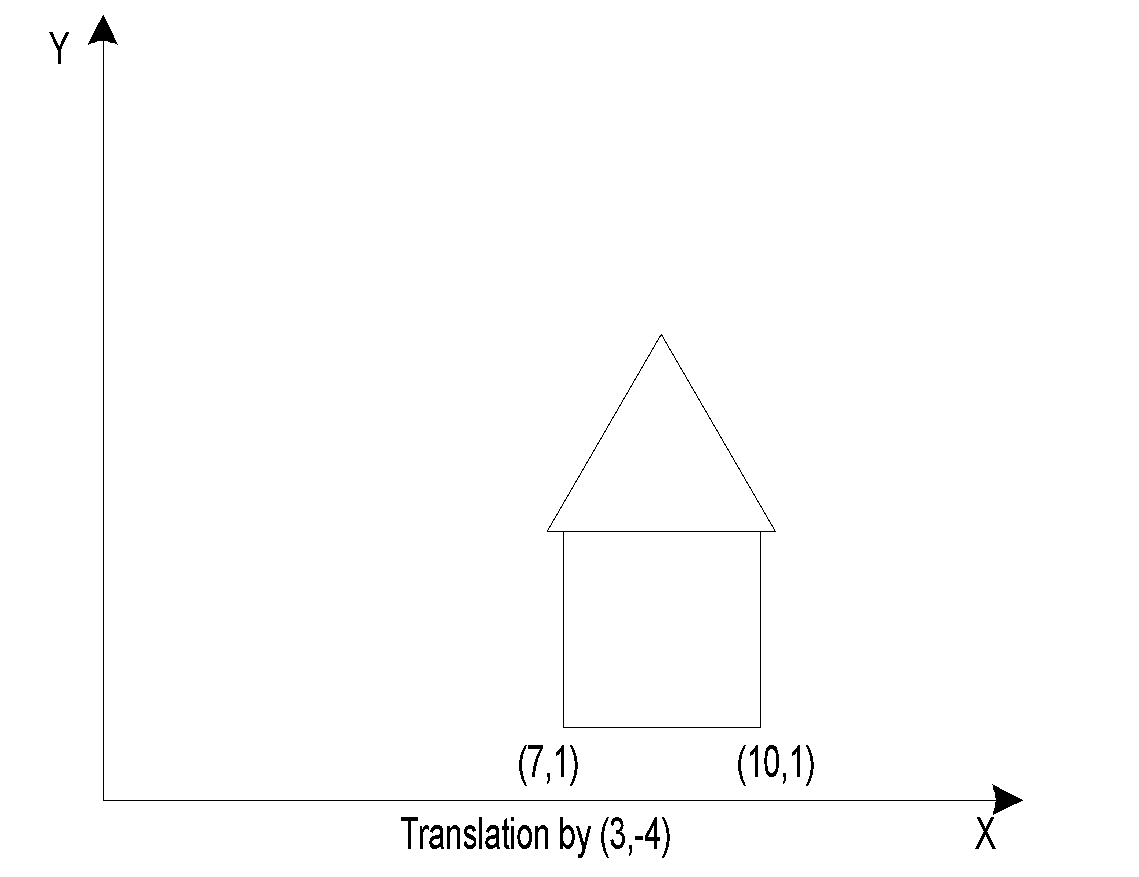 Y
(7,1)
(10,1)
Translation by (3,-4)
X